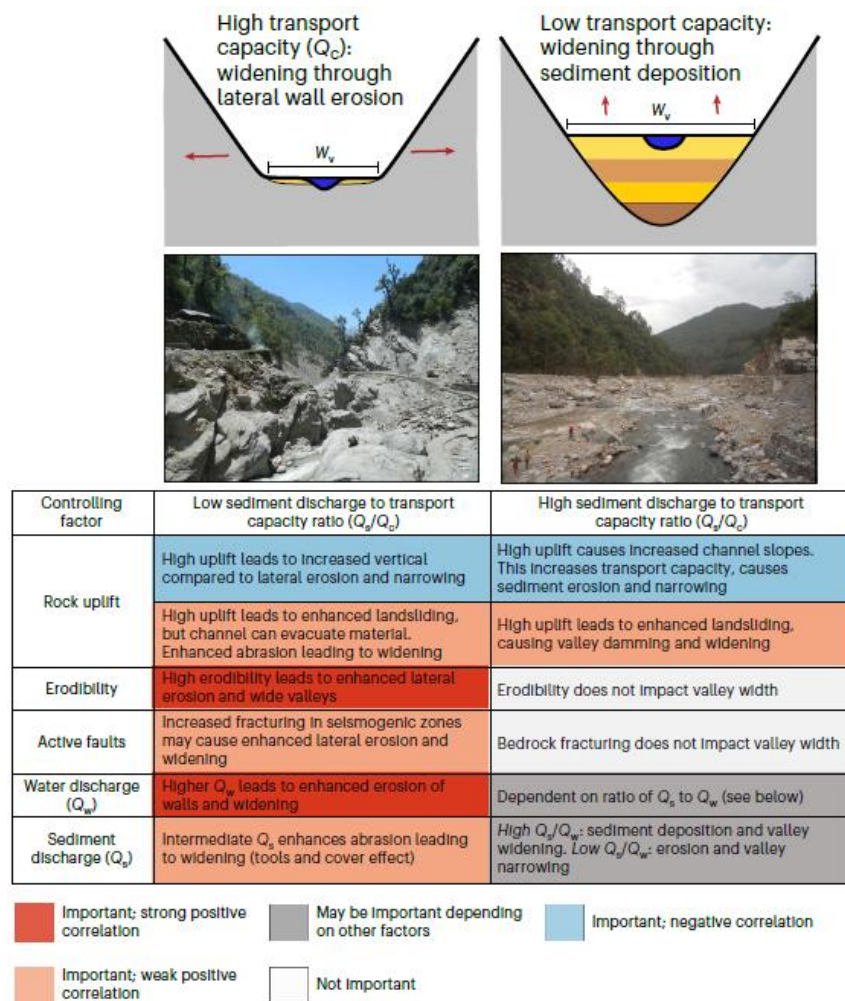 High transport
capacity (Qc):
widening through
lateral wall erosion
Wv
Low transport capacity:
widening through
sediment deposition
Wv
Controlling
factor
Low sediment discharge to transport
capacity ratio (Qs/Qc)
High sediment discharge to transport
capacity ratio (Qs/Qc)
Rock uplift
High uplift leads to increased vertical
compared to lateral erosion and narrowing
High uplift causes increased channel slopes.
This increases transport capacity, causes
sediment erosion and narrowing
High uplift leads to enhanced landsliding,
but channel can evacuate material.
Enhanced abrasion leading to widening
High uplift leads to enhanced landsliding,
causing valley damming and widening
Erodibility
High erodibility leads to enhanced lateral
erosion and wide valleys
Erodibility does not impact valley width
Active faults
Increased fracturing in seismogenic zones
may cause enhanced lateral erosion and
widening
Bedrock fracturing does not impact valley width
Water discharge
(Qw)
Higher Qw leads to enhanced erosion of
walls and widening
Dependent on ratio of Qs to Qw (see below)
Sediment
discharge (Qs)
Intermediate Qs enhances abrasion leading
to widening (tools and cover effect)
High Qs/Qw: sediment deposition and valley
widening. Low Qs/Qw: erosion and valley
narrowing
Important; strong positive
correlation
May be important depending
on other factors
Important; negative correlation
Important; weak positive
correlation
Not important